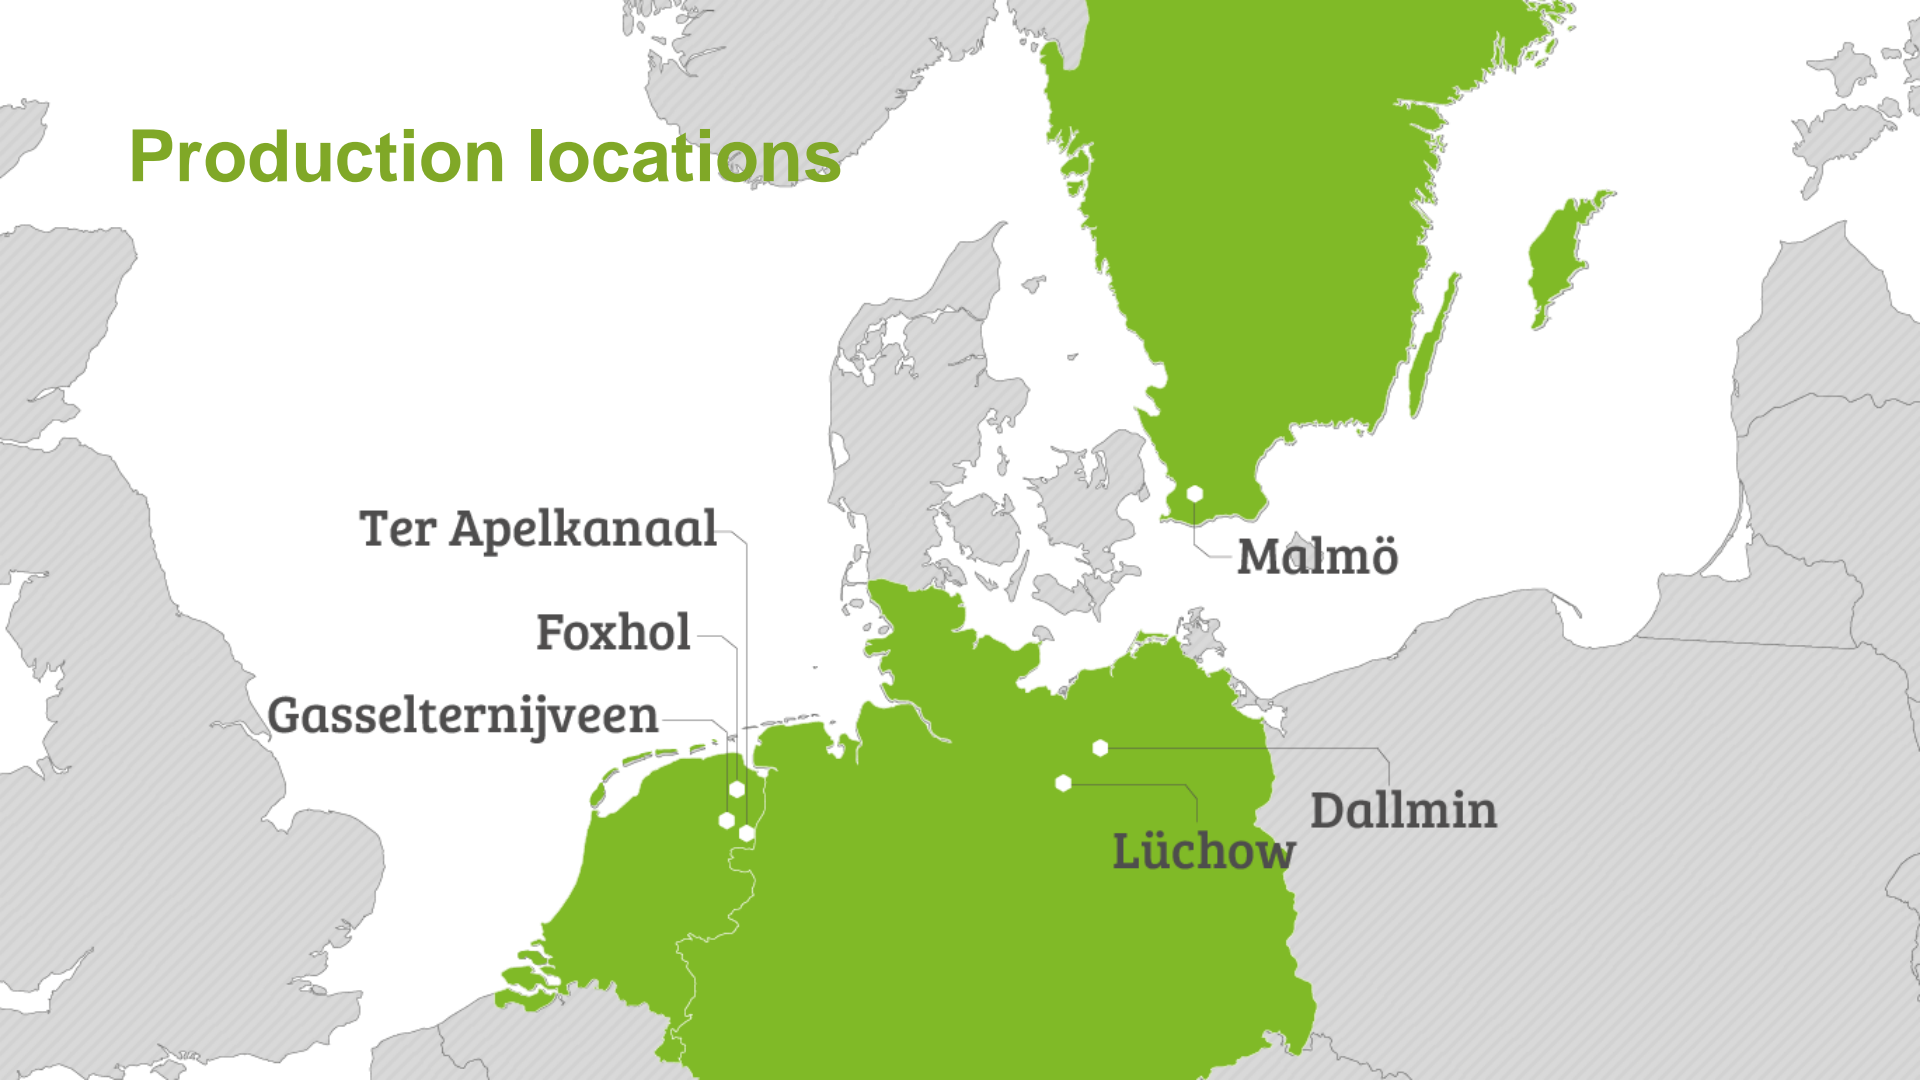 Production locations
Ter Apelkanaal
Malmö
Foxhol
Gasselternijveen
Dallmin
Lüchow